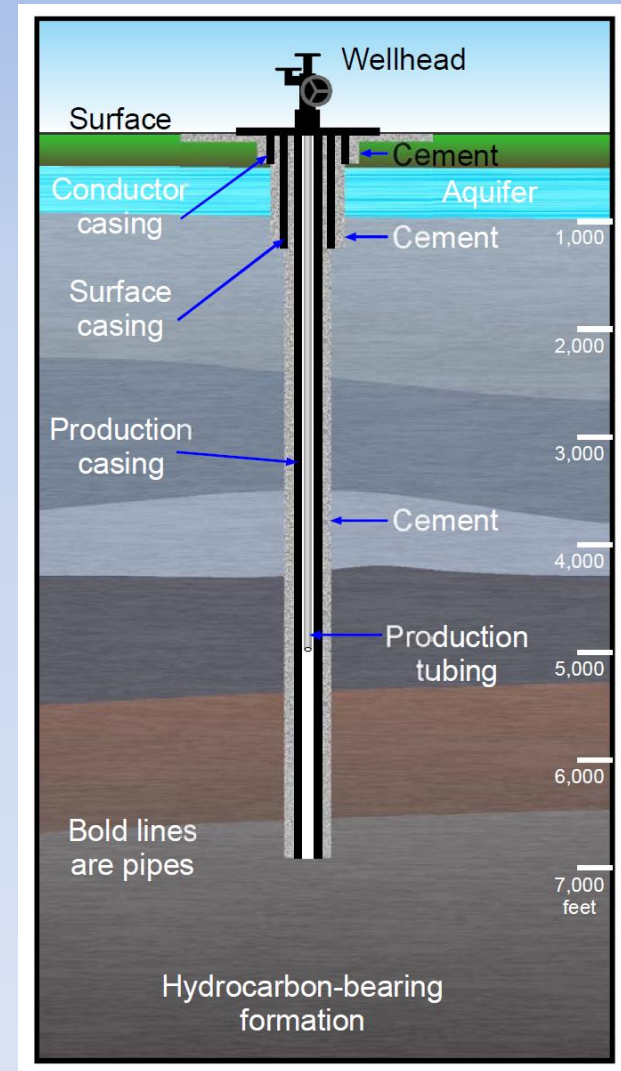 Wellhead
Surface
Cement
Conductor
casing
Aquifer
1,000
Cement
Surface
casing
2,000
Production
casing
3,000
Cement
4,000
Production
tubing
5,000
6,000
Bold lines
are pipes
7,000
feet
Hydrocarbon-bearing
formation